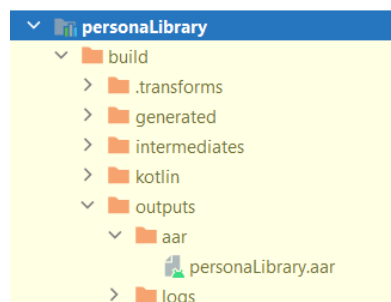 personaLibrary
build
.transforms
generated
intermediates
kotlin
outputs
aar
personaLibrary.aar
logs